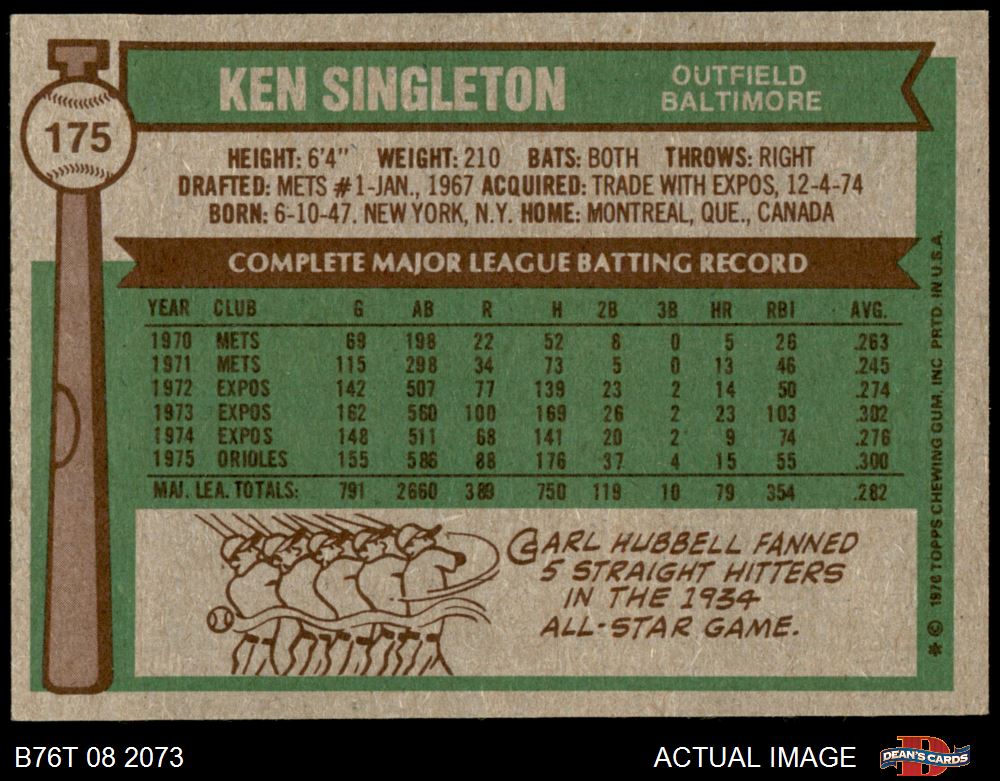 KEN SINGLETON
OUTFIELD
BALTIMORE
175
HEIGHT: 6'4" WEIGHT: 210 BATS: BOTH THROWS: RIGHT
DRAFTED: METS #1-JAN., 1967 ACQUIRED: TRADE WITH EXPOS, 12-4-74
BORN: 6-10-47. NEW YORK, N.Y. HOME: MONTREAL, QUE., CANADA
COMPLETE MAJOR LEAGUE BATTING RECORD
YEAR CLUB G AB R H 2B 3B HR RBI AVG.
1970 METS 69 198 22 52 8 0 5 26 .263
1971 METS 115 298 34 73 5 0 13 46 .245
1972 EXPOS 142 507 77 139 23 2 14 50 .274
1973 EXPOS 162 560 100 169 26 2 23 103 .302
1974 EXPOS 148 511 68 141 20 2 9 74 .276
1975 ORIOLES 155 586 88 176 37 4 15 55 .300
MAJ. LEA. TOTALS: 791 2660 389 750 119 10 79 354 .282
CARL HUBBELL FANNED
5 STRAIGHT HITTERS
IN THE 1934
ALL-STAR GAME.
* © 1976 TOPPS CHEWING GUM, INC PRTD. IN U.S.A.
B76T 08 2073
ACTUAL IMAGE
DEAN'S CARDS